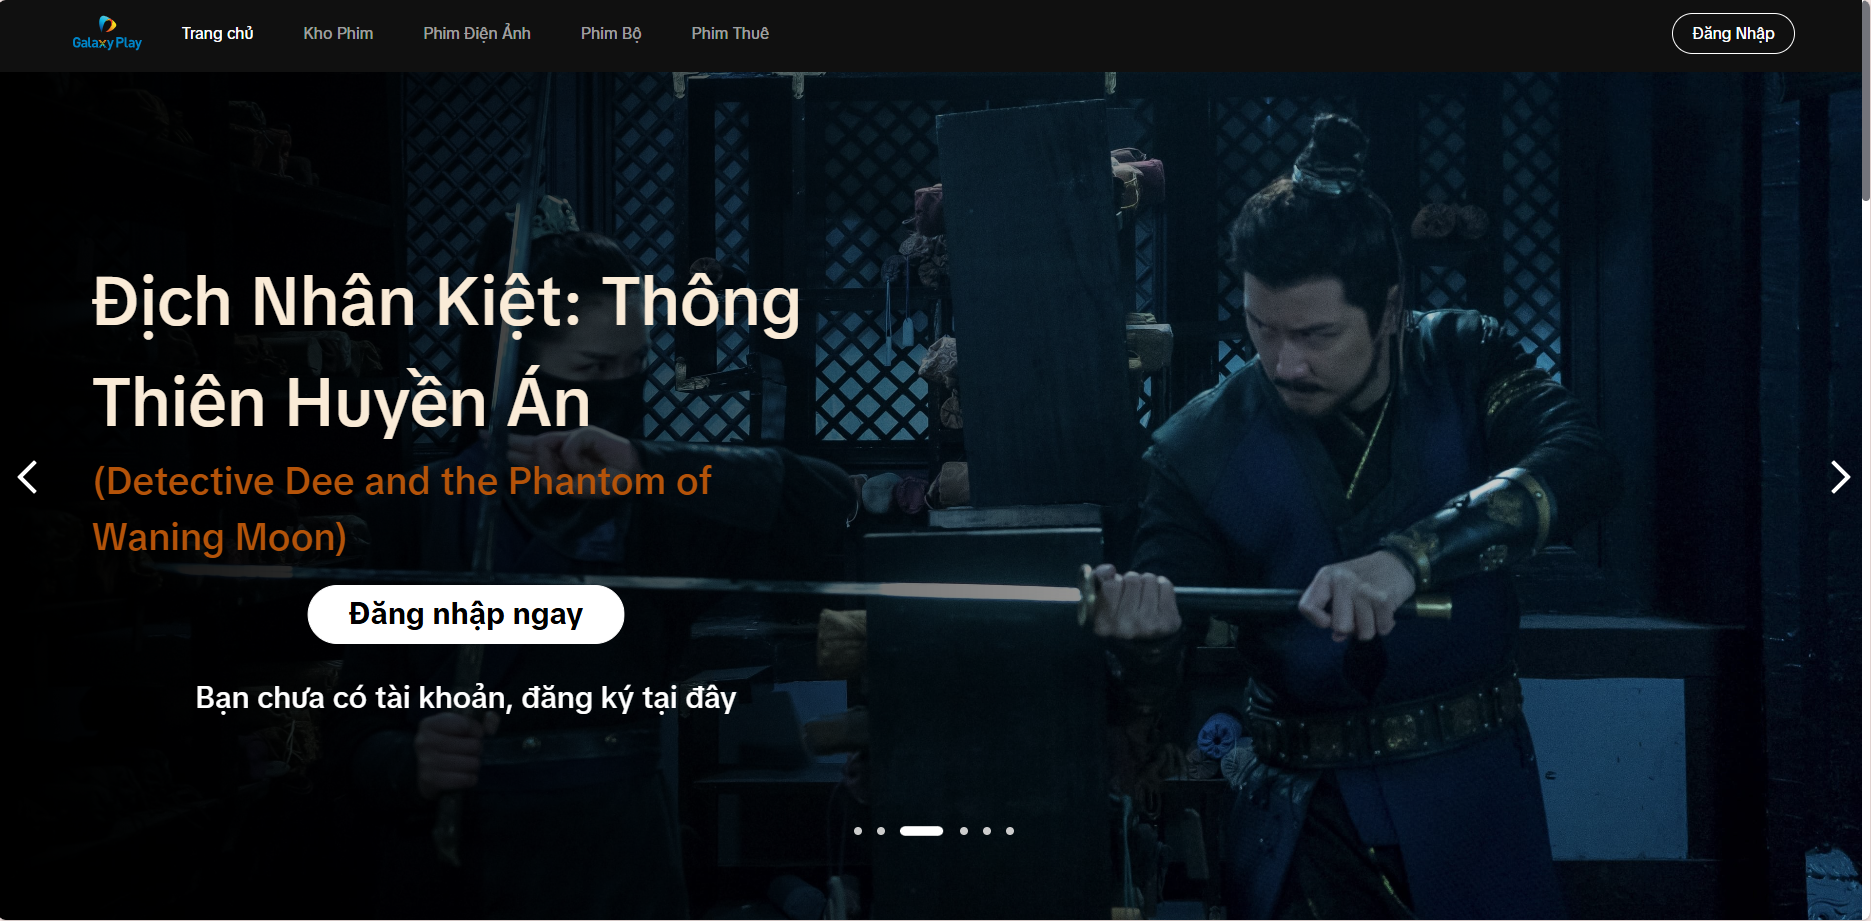 Galaxy Play
Trang chủ
Kho Phim
Phim Điện Ảnh
Phim Bộ
Phim Thuê
Đăng Nhập
Địch Nhân Kiệt: Thông
Thiên Huyền Án
(Detective Dee and the Phantom of
Waning Moon)
Đăng nhập ngay
Bạn chưa có tài khoản, đăng ký tại đây